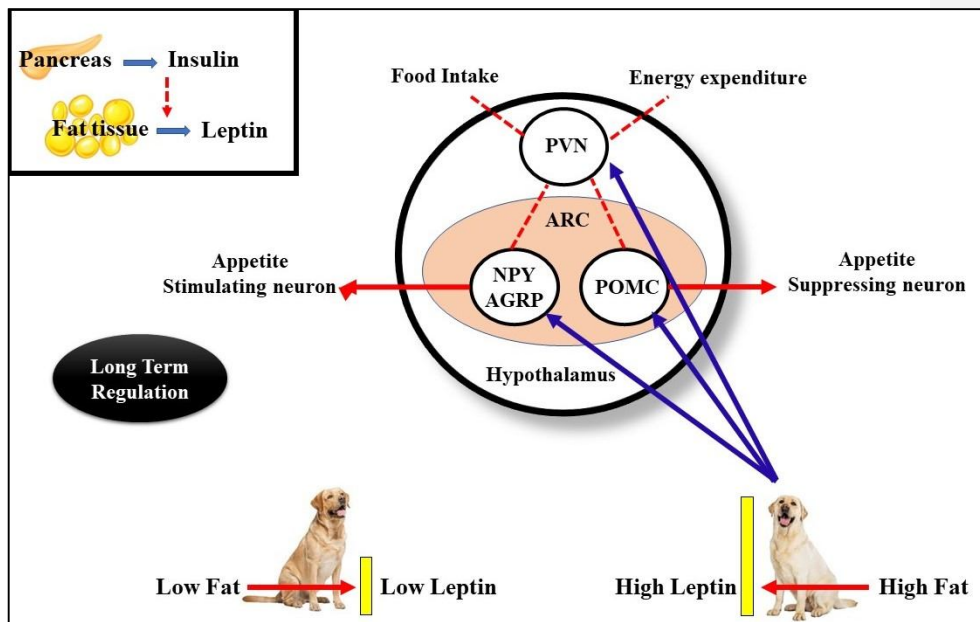 Pancreas
Insulin
Fat tissue
Leptin
Food Intake
Energy expenditure
PVN
ARC
NPY
AGRP
POMC
Appetite
Stimulating neuron
Appetite
Suppressing neuron
Hypothalamus
Long Term
Regulation
Low Fat
Low Leptin
High Leptin
High Fat